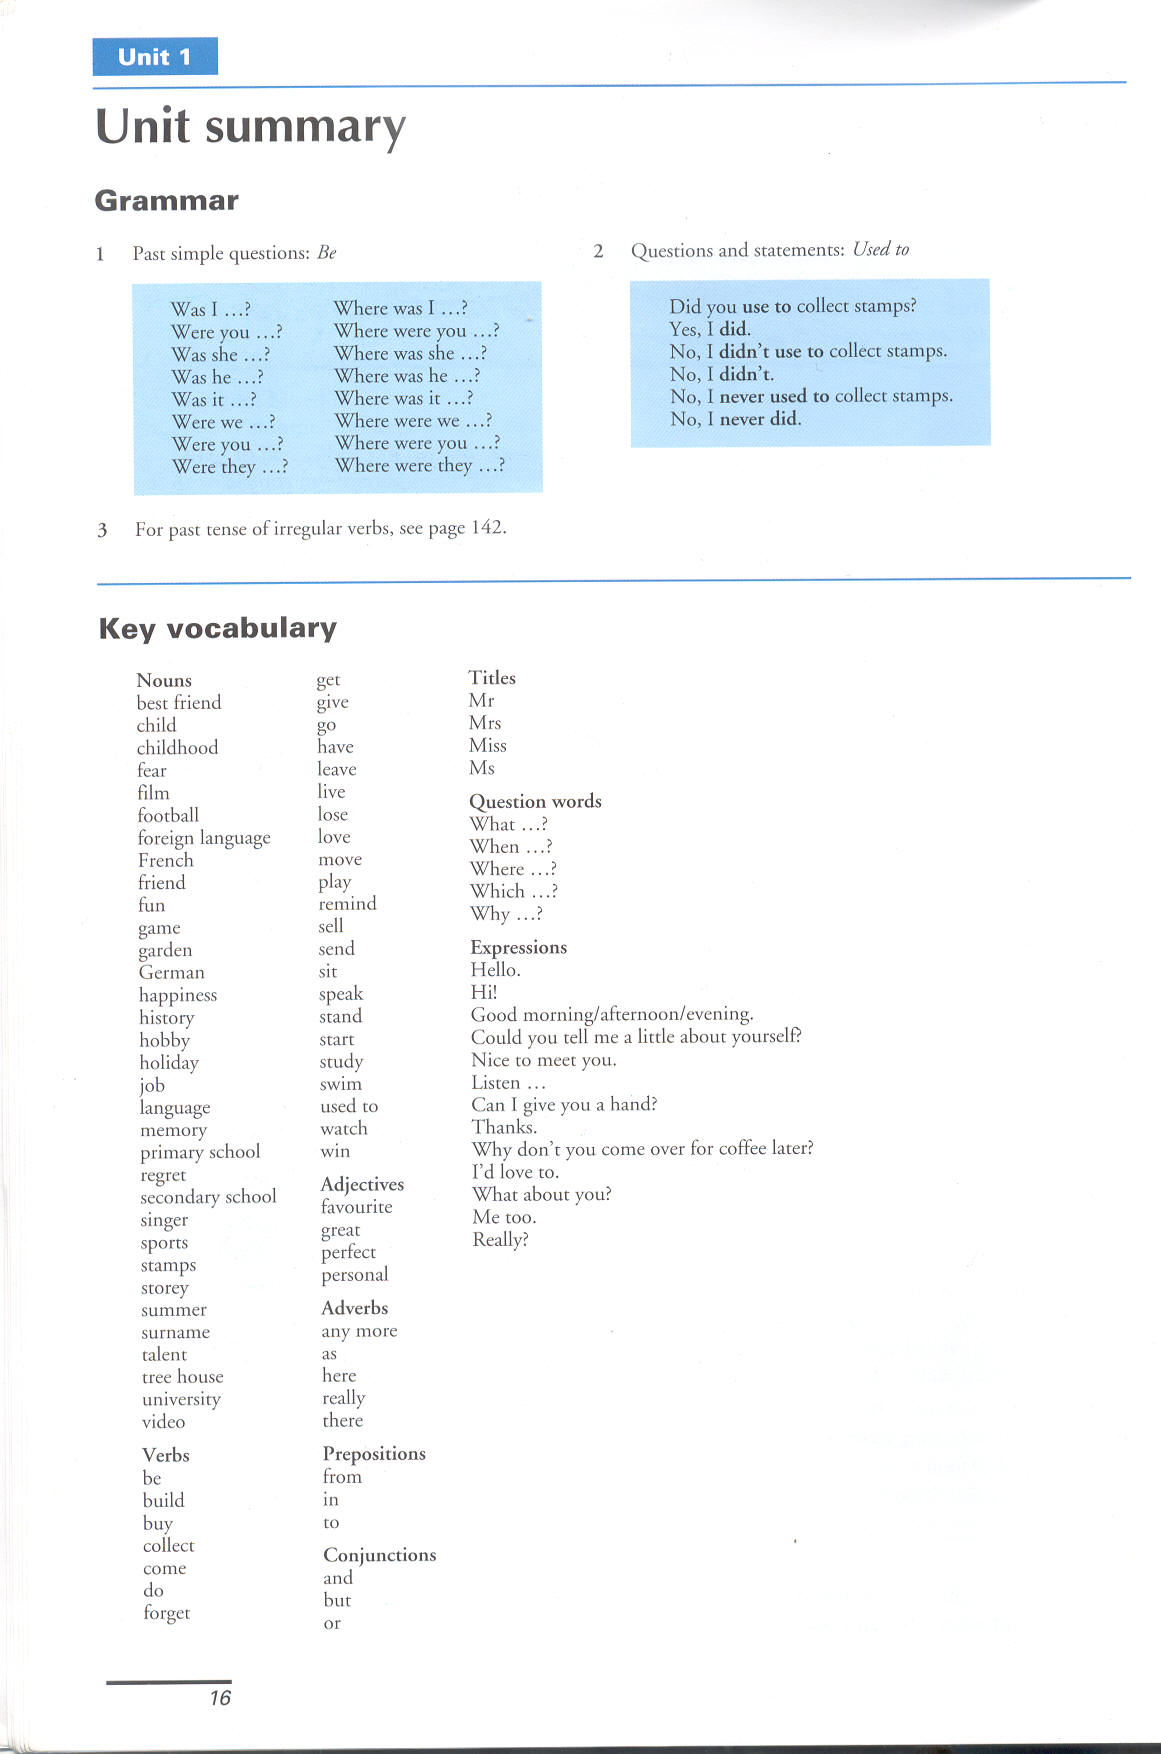 Unit 1
Unit summary
Grammar
1 Past simple questions: Be
Was I ...? Where was I ...?
Were you ...? Where were you ...?
Was she ...? Where was she ...?
Was he ...? Where was he ...?
Was it ...? Where was it ...?
Were we ...? Where were we ...?
Were you ...? Where were you ...?
Were they ...? Where were they ...?
2 Questions and statements: Used to
Did you use to collect stamps?
Yes, I did.
No, I didn't use to collect stamps.
No, I didn't.
No, I never used to collect stamps.
No, I never did.
3 For past tense of irregular verbs, see page 142.
Key vocabulary
Nouns
best friend
child
childhood
fear
film
football
foreign language
French
friend
fun
game
garden
German
happiness
history
hobby
holiday
job
language
memory
primary school
regret
secondary school
singer
sports
stamps
storey
summer
surname
talent
tree house
university
video
Verbs
be
build
buy
collect
come
do
forget
get
give
go
have
leave
live
lose
love
move
play
remind
sell
send
sit
speak
stand
start
study
swim
used to
watch
win
Adjectives
favourite
great
perfect
personal
Adverbs
any more
as
here
really
there
Prepositions
from
in
to
Conjunctions
and
but
or
Titles
Mr
Mrs
Miss
Ms
Question words
What ...?
When ...?
Where ...?
Which ...?
Why ...?
Expressions
Hello.
Hi!
Good morning/afternoon/evening.
Could you tell me a little about yourself?
Nice to meet you.
Listen ...
Can I give you a hand?
Thanks.
Why don't you come over for coffee later?
I'd love to.
What about you?
Me too.
Really?
16